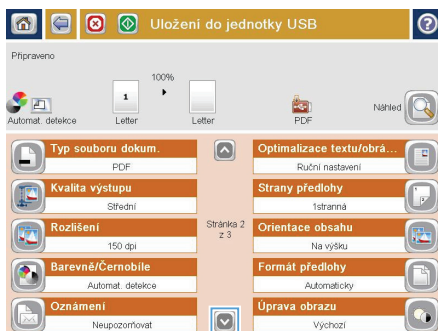 Uložení do jednotky USB
?
Připraveno
100%
1
Automat. detekce
Letter
Letter
PDF
Náhled
Typ souboru dokum.
PDF
Optimalizace textu/obrá...
Ruční nastavení
Kvalita výstupu
Střední
Strany předlohy
1stranná
Rozlišení
150 dpi
Stránka 2
z 3
Orientace obsahu
Na výšku
Barevně/Černobíle
Automat. detekce
Formát předlohy
Automaticky
Oznámení
Neupozorňovat
Úprava obrazu
Výchozí